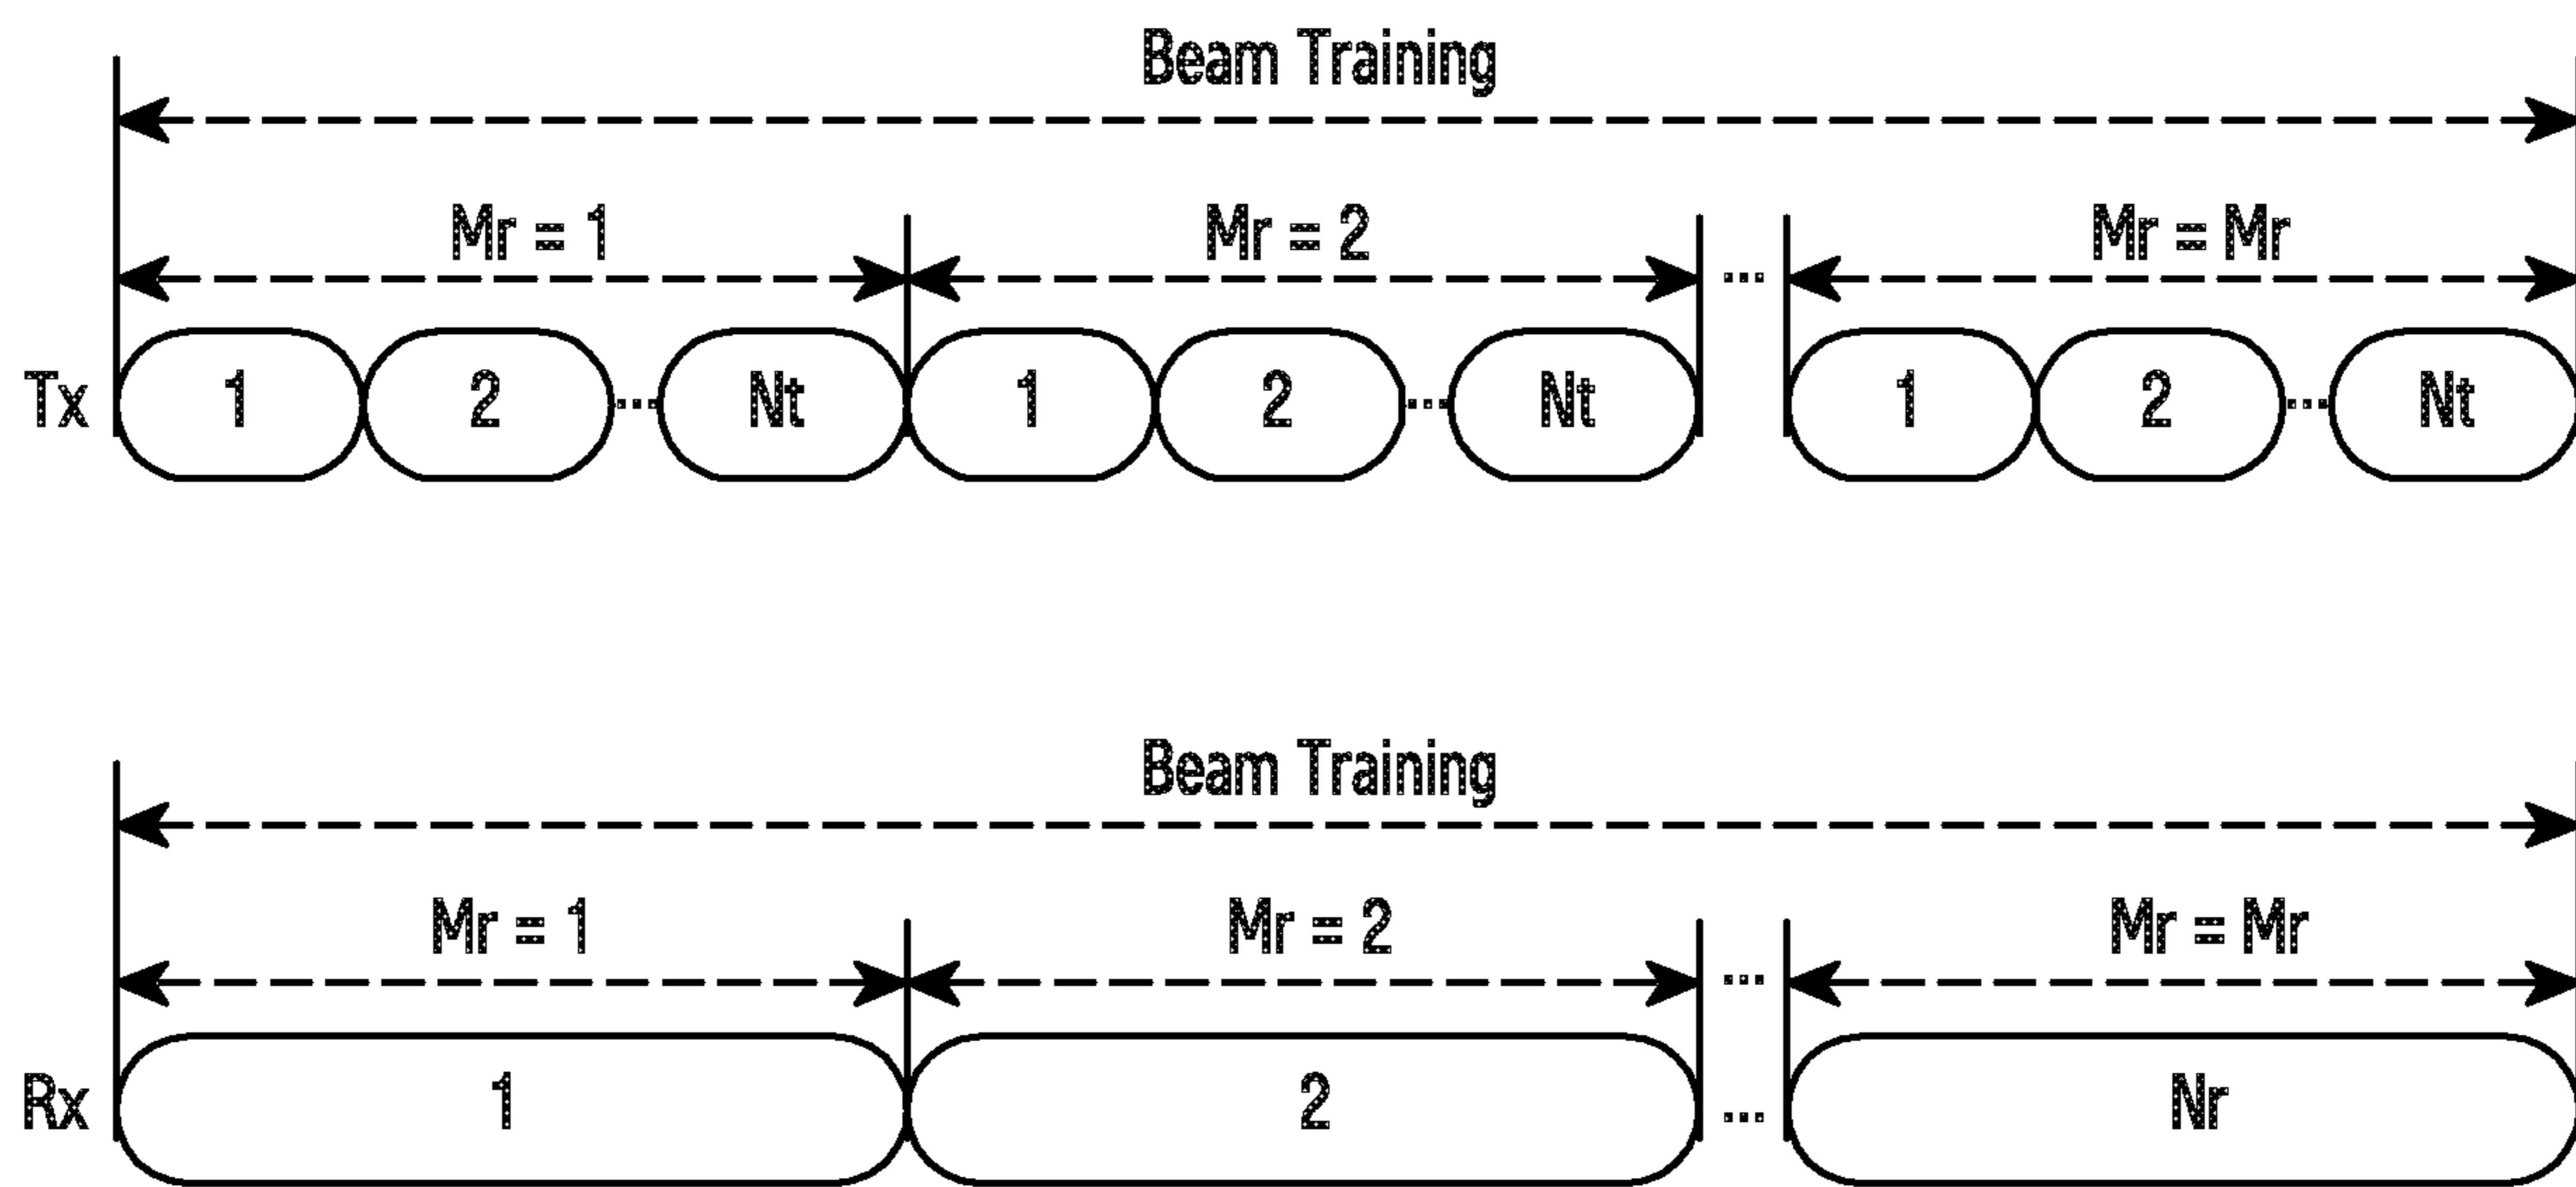 Beam Training
Mr = 1 Mr = 2 ... Mr = Mr
Tx 1 2 ... Nt 1 2 ... Nt 1 2 ... Nt
Beam Training
Mr = 1 Mr = 2 ... Mr = Mr
Rx 1 2 ... Nr